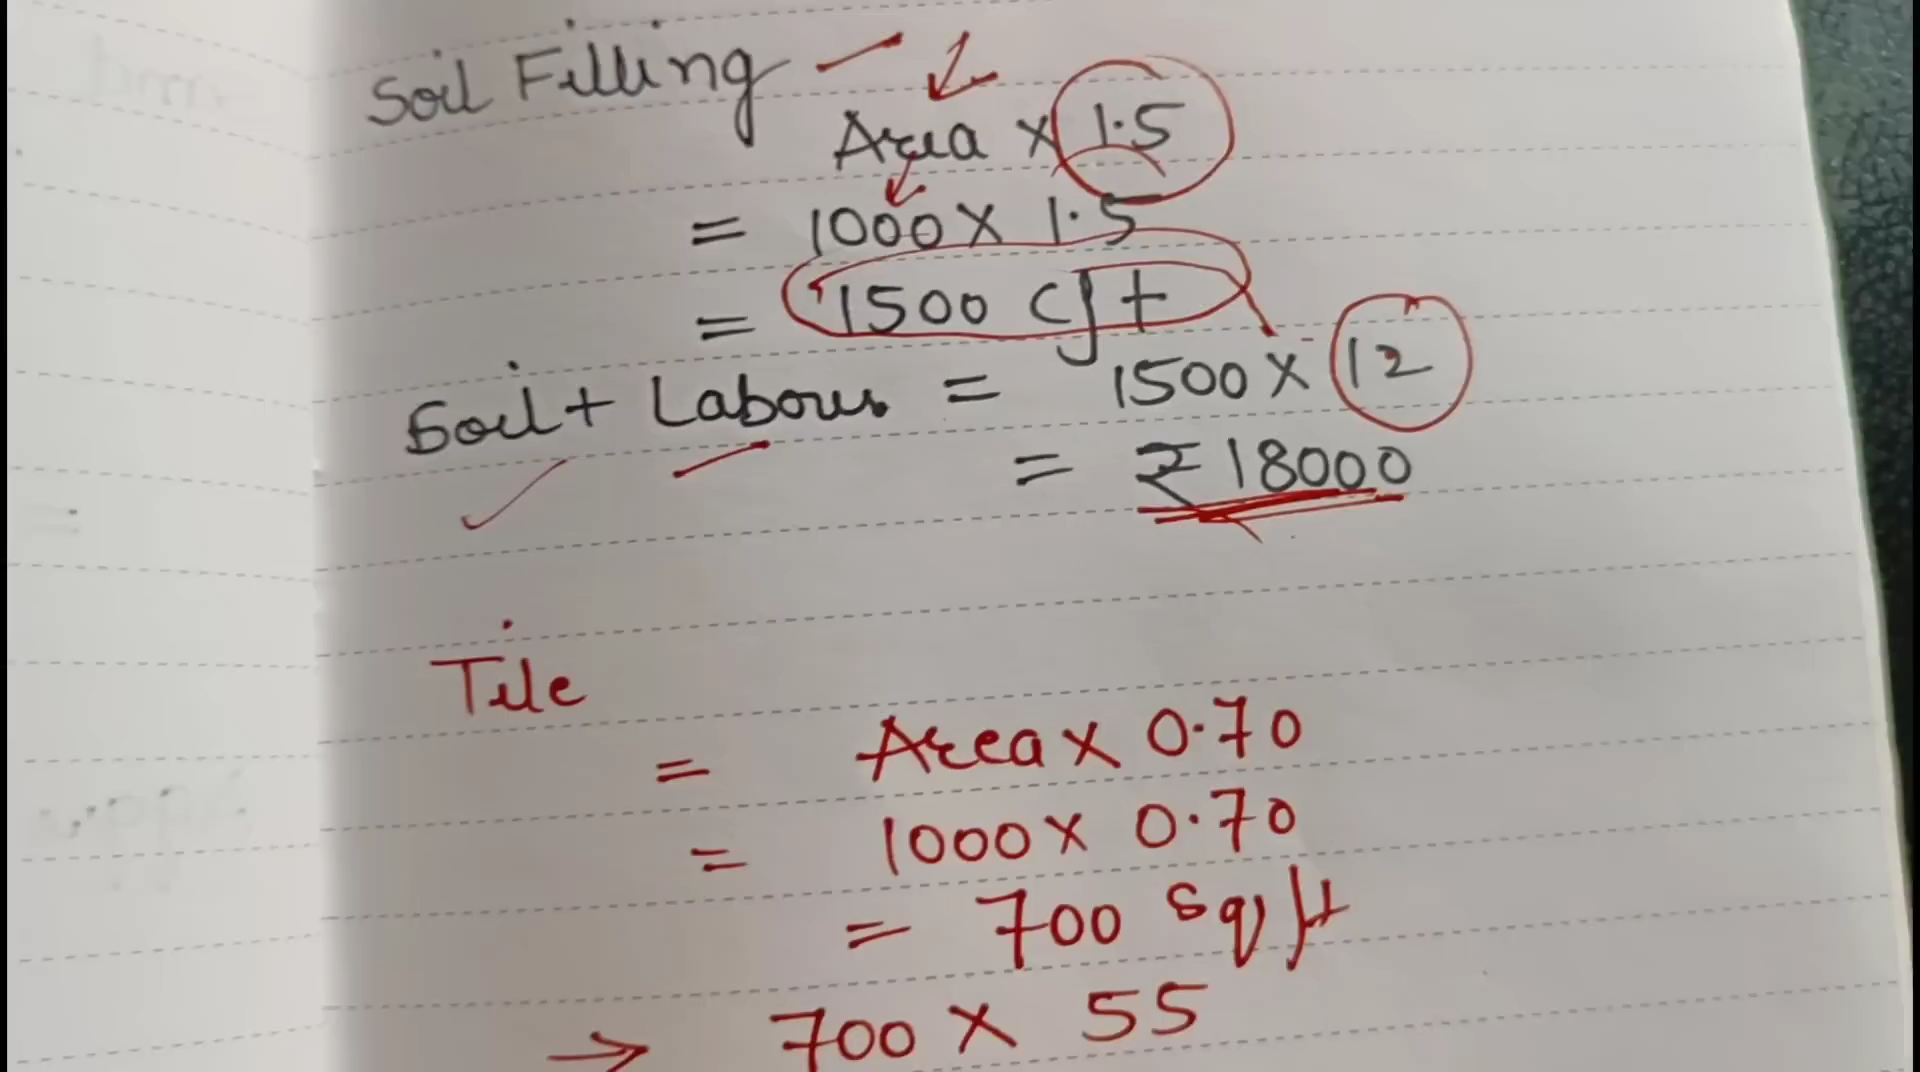 Soil Filling
Area × 1.5
= 1000 × 1.5
= 1500 cft
Soil + Labour = 1500 × 12
= ₹18000
Tile
= Area × 0.70
= 1000 × 0.70
= 700 sqft
→ 700 × 55